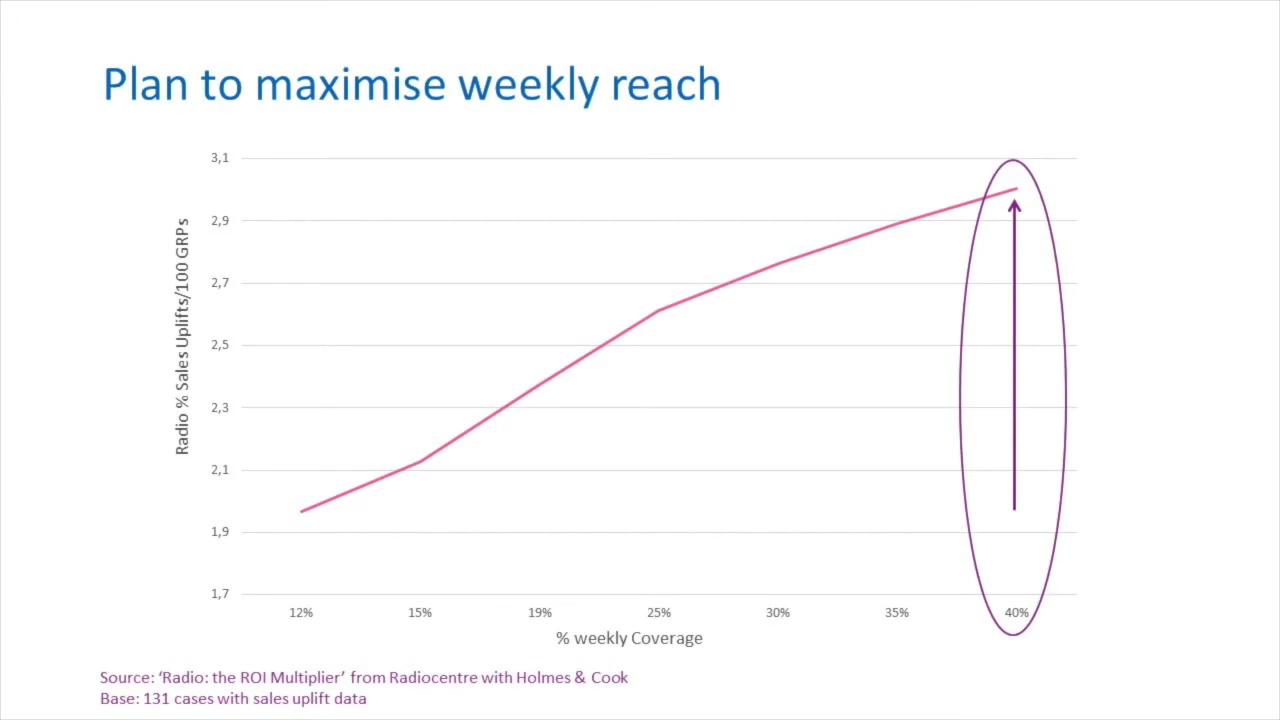 Plan to maximise weekly reach
Radio % Sales Uplifts/100 GRPs
3,1
2,9
2,7
2,5
2,3
2,1
1,9
1,7
12% 15% 19% 25% 30% 35% 40%
% weekly Coverage
Source: ‘Radio: the ROI Multiplier’ from Radiocentre with Holmes & Cook
Base: 131 cases with sales uplift data